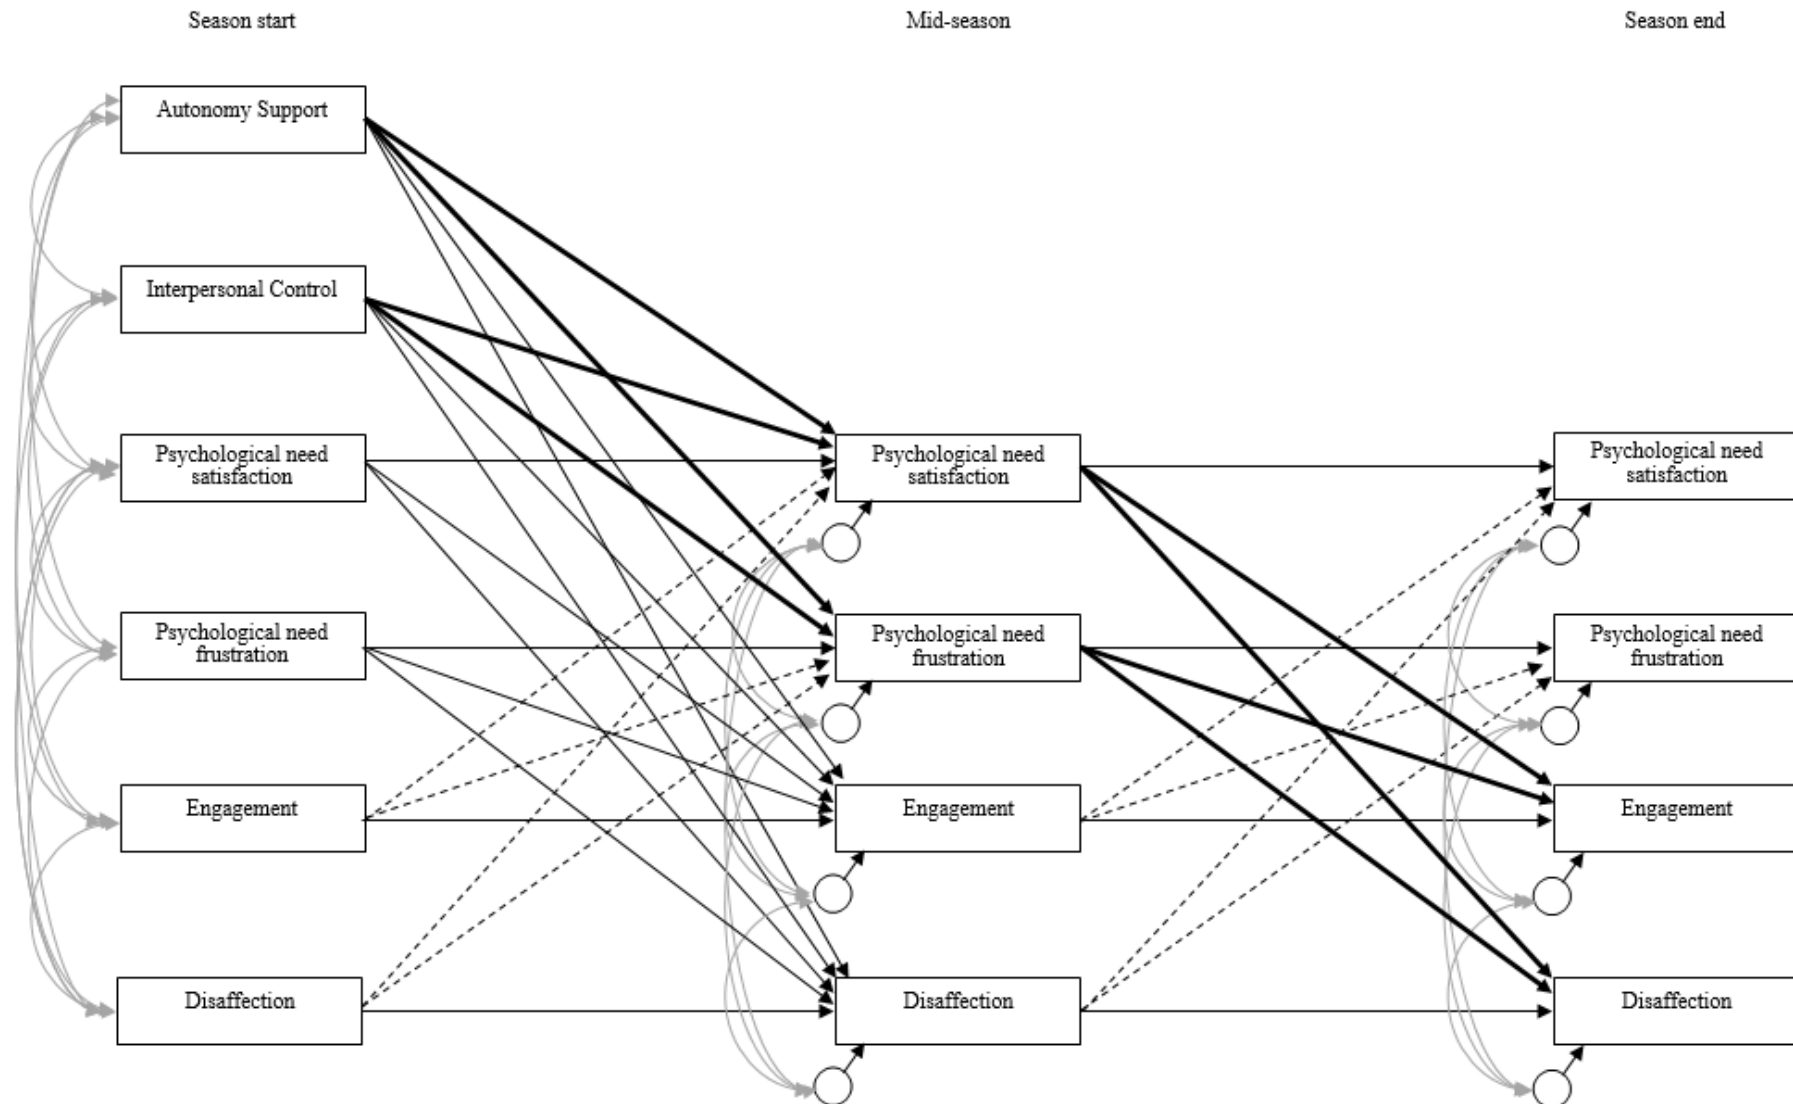 Season start
Mid-season
Season end
Autonomy Support
Interpersonal Control
Psychological need
satisfaction
Psychological need
satisfaction
Psychological need
satisfaction
Psychological need
frustration
Psychological need
frustration
Psychological need
frustration
Engagement
Engagement
Engagement
Disaffection
Disaffection
Disaffection